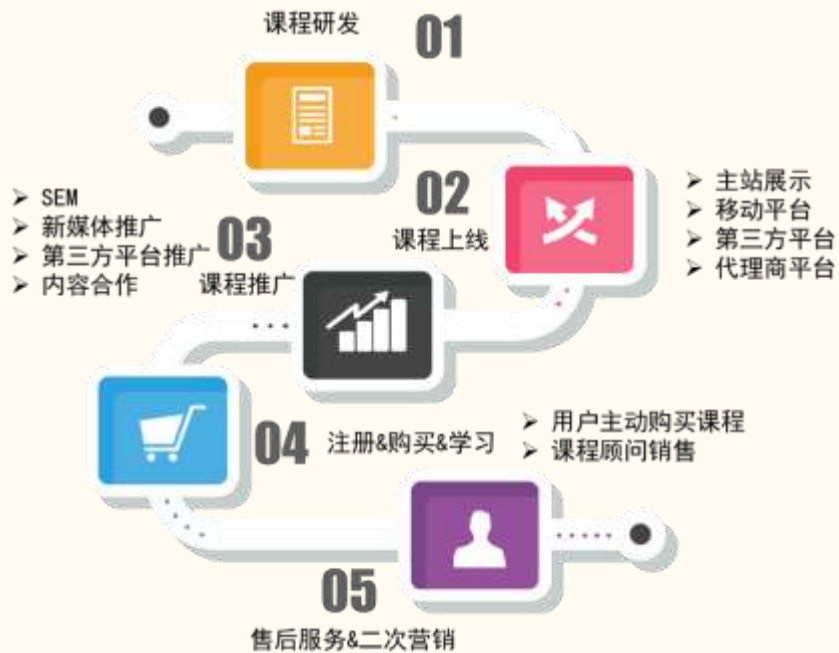 课程研发
01
02
课程上线
➢ 主站展示
➢ 移动平台
➢ 第三方平台
➢ 代理商平台
➢ SEM
➢ 新媒体推广
➢ 第三方平台推广
➢ 内容合作
03
课程推广
04
注册&购买&学习
➢ 用户主动购买课程
➢ 课程顾问销售
05
售后服务&二次营销